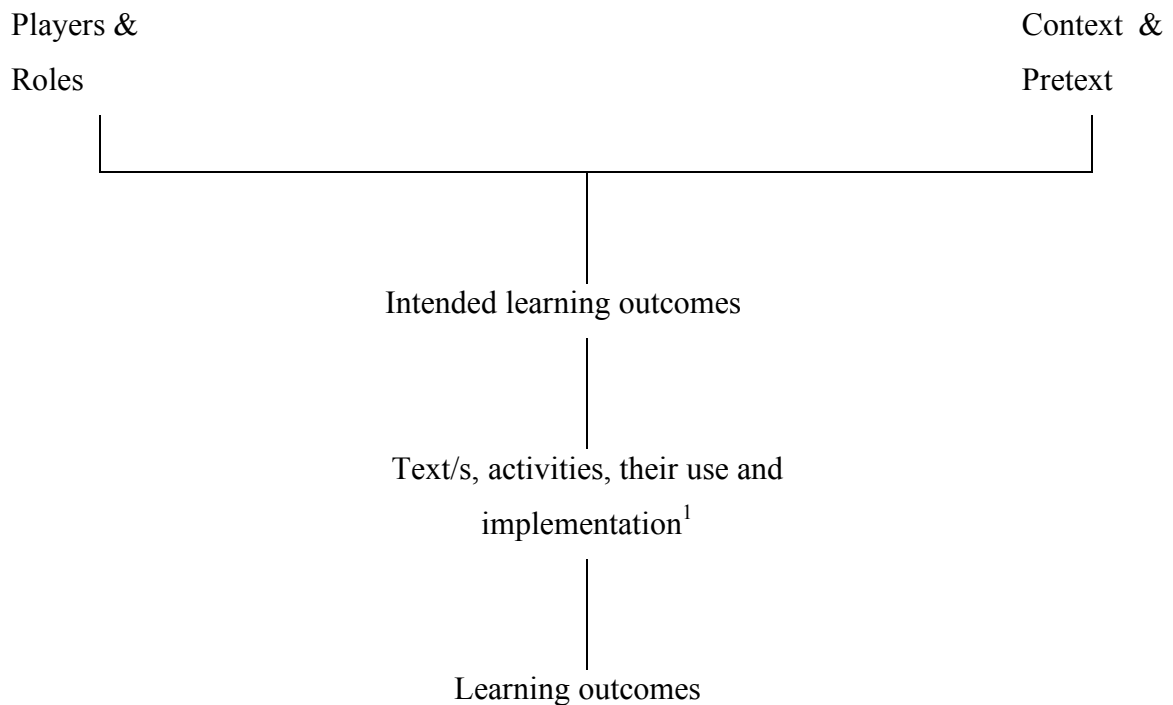 Players &
Roles
Context &
Pretext
Intended learning outcomes
Text/s, activities, their use and
implementation1
Learning outcomes